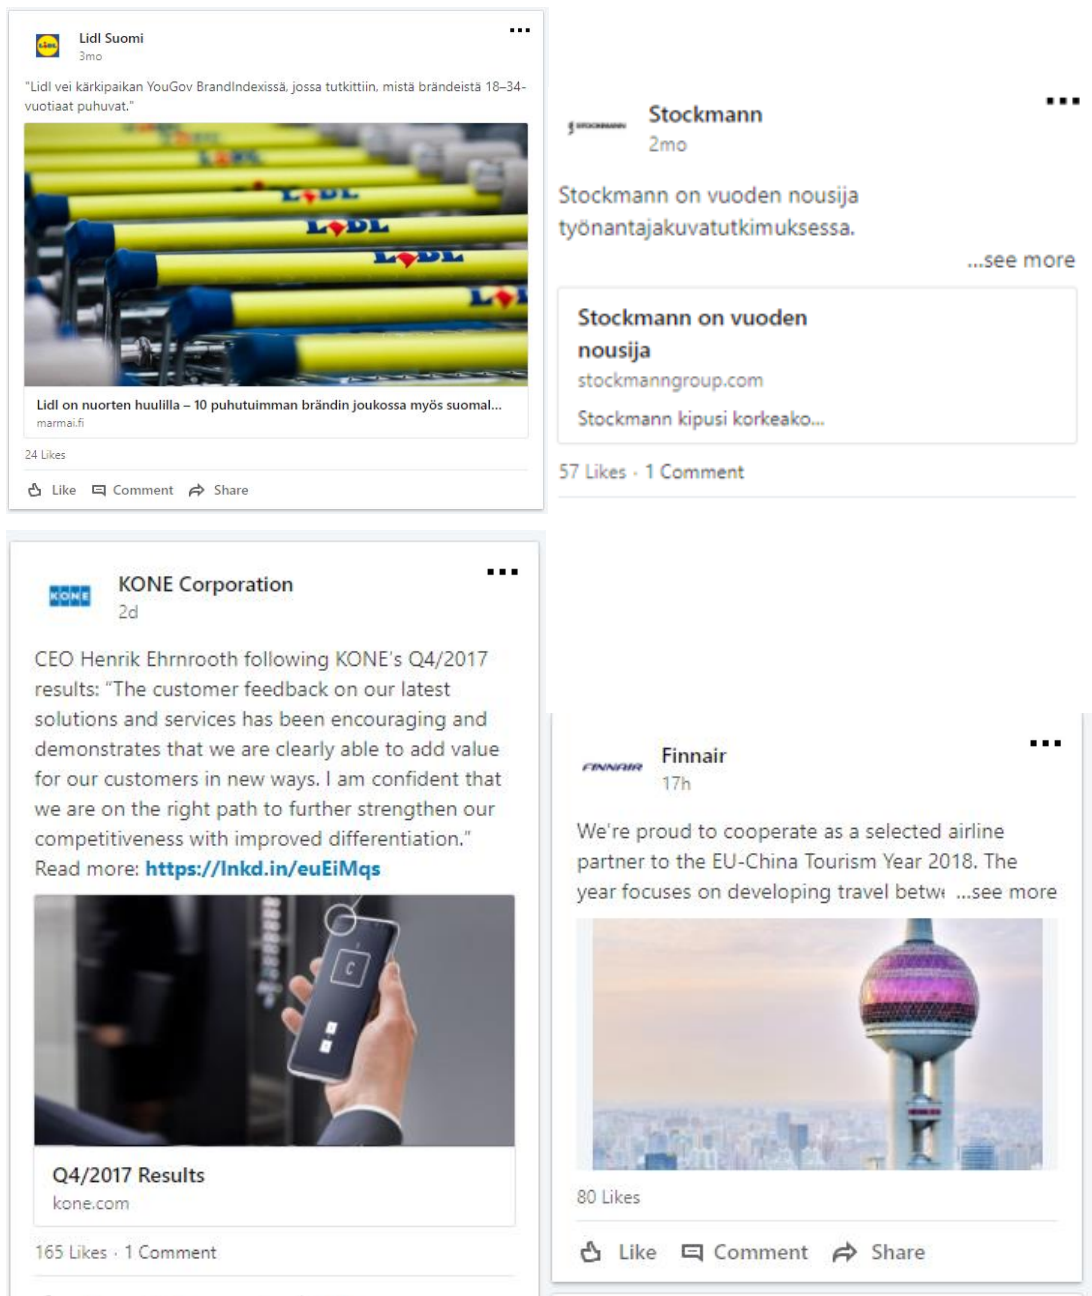 Lidl Suomi
3mo
"Lidl vei kärkipaikan YouGov BrandIndexissä, jossa tutkittiin, mistä brändeistä 18–34-
vuotiaat puhuvat."
LIDL
LIDL
LIDL
LIDL
LIDL
Lidl on nuorten huulilla – 10 puhutuimman brändin joukossa myös suomal...
marmai.fi
24 Likes
Like Comment Share
STOCKMANN
Stockmann
2mo
Stockmann on vuoden nousija
työnantajakuvatutkimuksessa.
...see more
Stockmann on vuoden
nousija
stockmanngroup.com
Stockmann kipusi korkeako...
57 Likes · 1 Comment
KONE
KONE Corporation
2d
CEO Henrik Ehrnrooth following KONE's Q4/2017
results: “The customer feedback on our latest
solutions and services has been encouraging and
demonstrates that we are clearly able to add value
for our customers in new ways. I am confident that
we are on the right path to further strengthen our
competitiveness with improved differentiation.”
Read more: https://lnkd.in/euEiMqs
C
Q4/2017 Results
kone.com
165 Likes · 1 Comment
FINNAIR
Finnair
17h
We're proud to cooperate as a selected airline
partner to the EU-China Tourism Year 2018. The
year focuses on developing travel betw ...see more
80 Likes
Like Comment Share